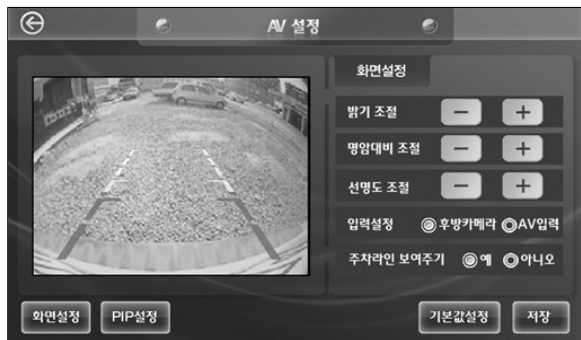 AV 설정
화면설정
밝기 조절
명암대비 조절
선명도 조절
입력설정 후방카메라 AV입력
주차라인 보여주기 예 아니오
화면설정 PIP설정 기본값설정 저장